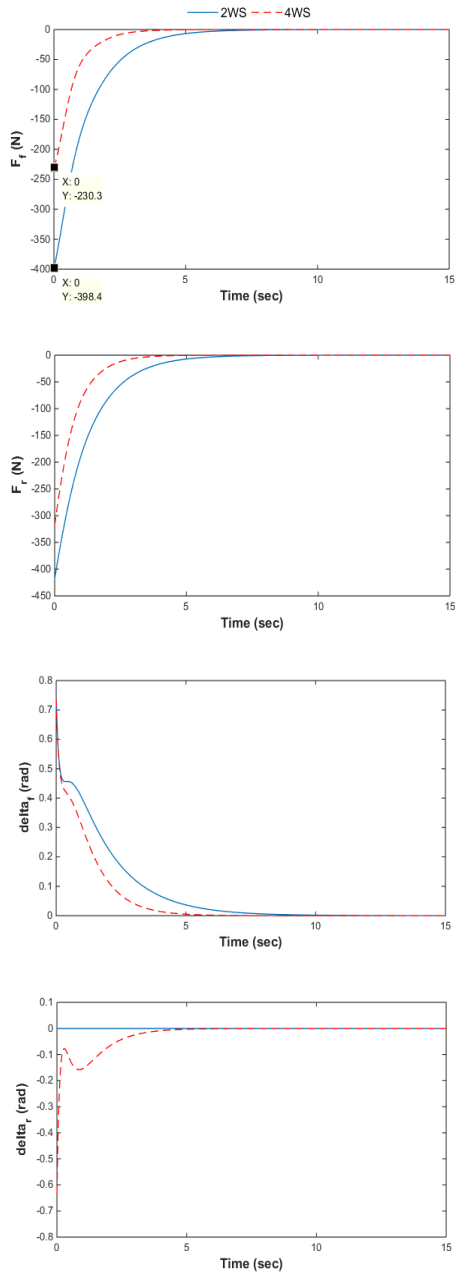 2WS 4WS
0
-50
-100
-150
-200
-250
-300
-350
-400
F_f (N)
X: 0
Y: -230.3
X: 0
Y: -398.4
0 5 10 15
Time (sec)
0
-50
-100
-150
-200
-250
-300
-350
-400
-450
F_r (N)
0 5 10 15
Time (sec)
0.8
0.7
0.6
0.5
0.4
0.3
0.2
0.1
0
delta_f (rad)
0 5 10 15
Time (sec)
0.1
0
-0.1
-0.2
-0.3
-0.4
-0.5
-0.6
-0.7
-0.8
delta_r (rad)
0 5 10 15
Time (sec)